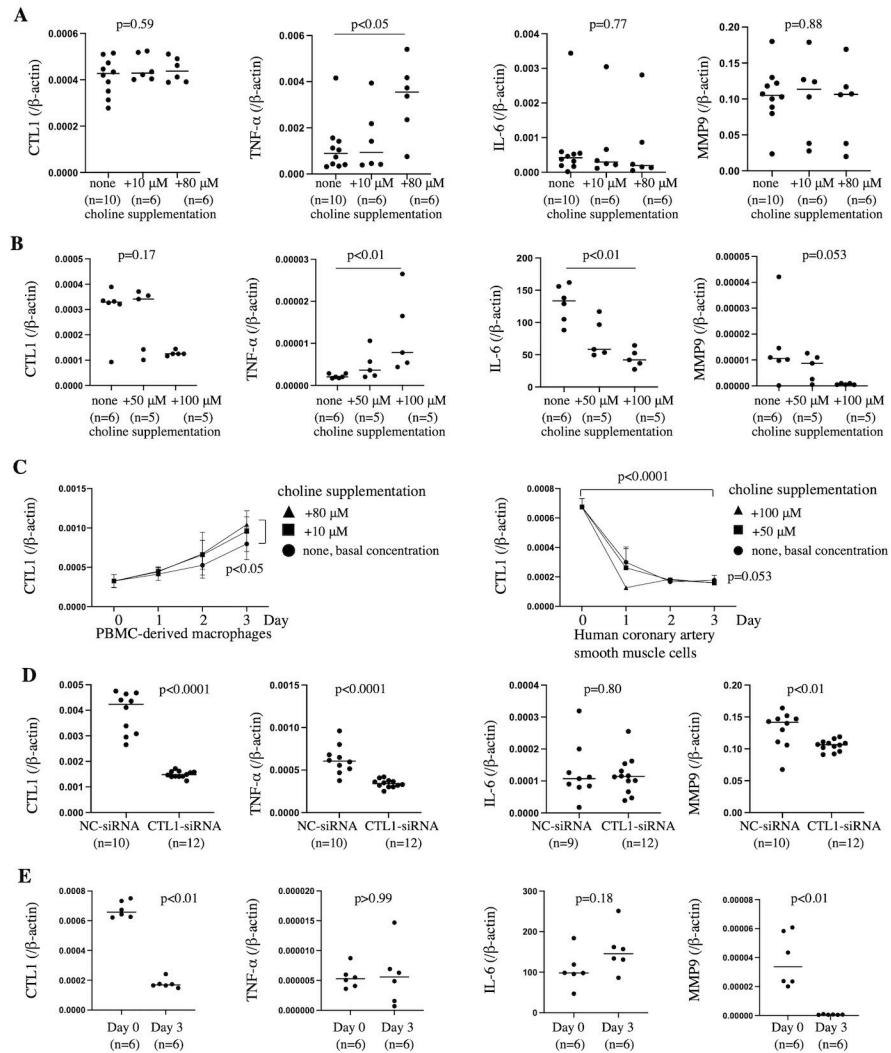 A
CTL1 (/β-actin)
0.0006
0.0004
0.0002
0.0000
p=0.59
none +10 μM +80 μM
(n=10) (n=6) (n=6)
choline supplementation
TNF-α (/β-actin)
0.006
0.004
0.002
0.000
p<0.05
none +10 μM +80 μM
(n=10) (n=6) (n=6)
choline supplementation
IL-6 (/β-actin)
0.004
0.003
0.002
0.001
0.000
p=0.77
none +10 μM +80 μM
(n=10) (n=6) (n=6)
choline supplementation
MMP9 (/β-actin)
0.20
0.15
0.10
0.05
0.00
p=0.88
none +10 μM +80 μM
(n=10) (n=6) (n=6)
choline supplementation
B
CTL1 (/β-actin)
0.0005
0.0004
0.0003
0.0002
0.0001
0.0000
p=0.17
none +50 μM +100 μM
(n=6) (n=5) (n=5)
choline supplementation
TNF-α (/β-actin)
0.00003
0.00002
0.00001
0.00000
p<0.01
none +50 μM +100 μM
(n=6) (n=5) (n=5)
choline supplementation
IL-6 (/β-actin)
200
150
100
50
0
p<0.01
none +50 μM +100 μM
(n=6) (n=5) (n=5)
choline supplementation
MMP9 (/β-actin)
0.00005
0.00004
0.00003
0.00002
0.00001
0.00000
p=0.053
none +50 μM +100 μM
(n=6) (n=5) (n=5)
choline supplementation
C
CTL1 (/β-actin)
0.0015
0.0010
0.0005
0.0000
p<0.05
0 1 2 3 Day
PBMC-derived macrophages
choline supplementation
+80 μM
+10 μM
none, basal concentration
CTL1 (/β-actin)
0.0008
0.0006
0.0004
0.0002
0.0000
p<0.0001
p=0.053
0 1 2 3 Day
Human coronary artery
smooth muscle cells
choline supplementation
+100 μM
+50 μM
none, basal concentration
D
CTL1 (/β-actin)
0.005
0.004
0.003
0.002
0.001
0.000
p<0.0001
NC-siRNA CTL1-siRNA
(n=10) (n=12)
TNF-α (/β-actin)
0.0015
0.0010
0.0005
0.0000
p<0.0001
NC-siRNA CTL1-siRNA
(n=10) (n=12)
IL-6 (/β-actin)
0.0004
0.0003
0.0002
0.0001
0.0000
p=0.80
NC-siRNA CTL1-siRNA
(n=9) (n=12)
MMP9 (/β-actin)
0.20
0.15
0.10
0.05
0.00
p<0.01
NC-siRNA CTL1-siRNA
(n=10) (n=12)
E
CTL1 (/β-actin)
0.0008
0.0006
0.0004
0.0002
0.0000
p<0.01
Day 0 Day 3
(n=6) (n=6)
TNF-α (/β-actin)
0.000020
0.000015
0.000010
0.000005
0.000000
p>0.99
Day 0 Day 3
(n=6) (n=6)
IL-6 (/β-actin)
300
200
100
0
p=0.18
Day 0 Day 3
(n=6) (n=6)
MMP9 (/β-actin)
0.00008
0.00006
0.00004
0.00002
0.00000
p<0.01
Day 0 Day 3
(n=6) (n=6)